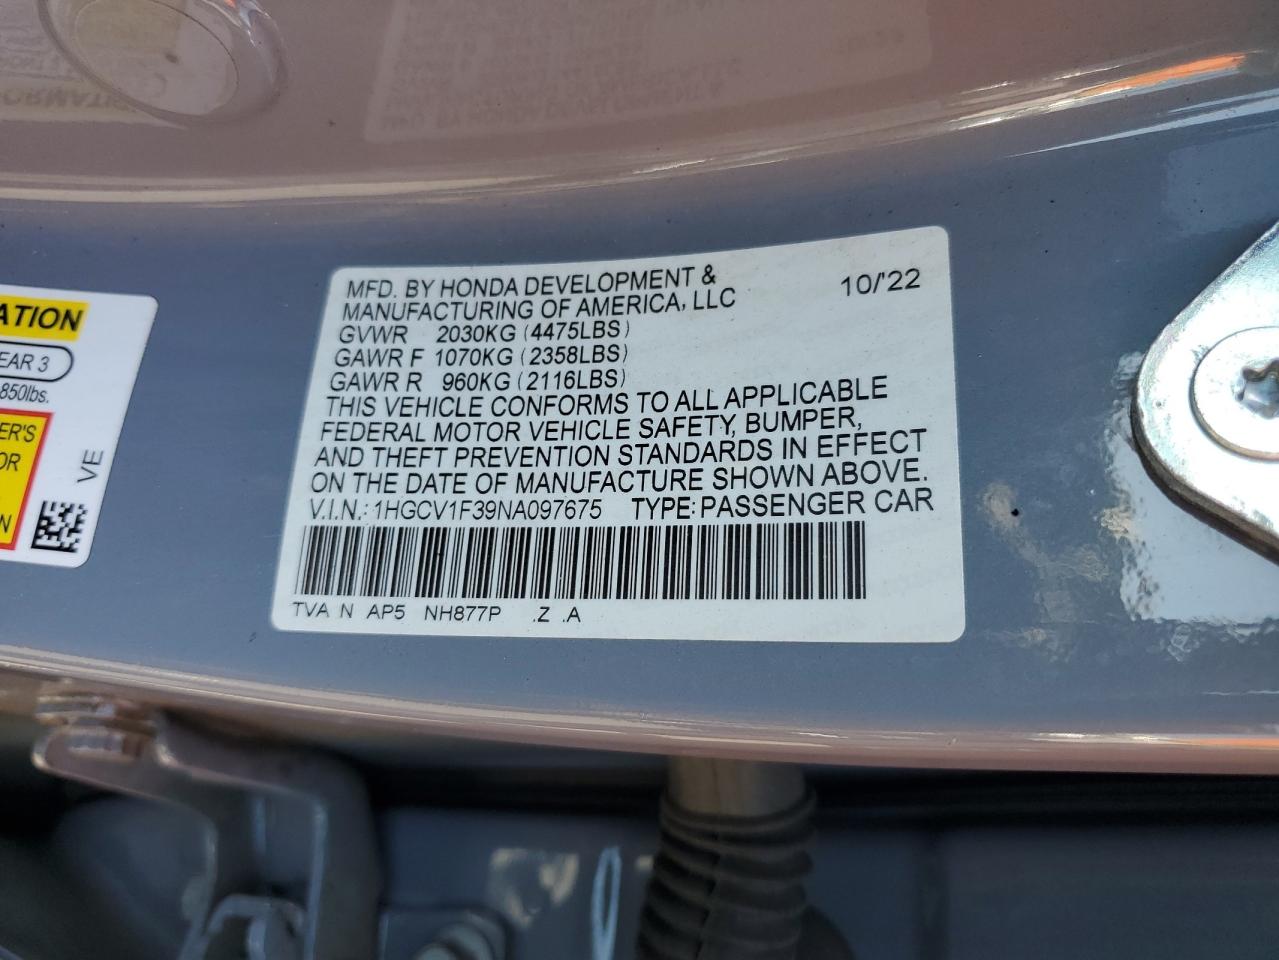 MFD. BY HONDA DEVELOPMENT & 10/'22
MANUFACTURING OF AMERICA, LLC
GVWR 2030KG (4475LBS)
GAWR F 1070KG (2358LBS)
GAWR R 960KG (2116LBS)
THIS VEHICLE CONFORMS TO ALL APPLICABLE
FEDERAL MOTOR VEHICLE SAFETY, BUMPER,
AND THEFT PREVENTION STANDARDS IN EFFECT
ON THE DATE OF MANUFACTURE SHOWN ABOVE.
V.I.N.: 1HGCV1F39NA097675 TYPE: PASSENGER CAR
TVA N AP5 NH877P .Z .A
ATION
EAR 3
850lbs.
ER'S
OR
N
VE